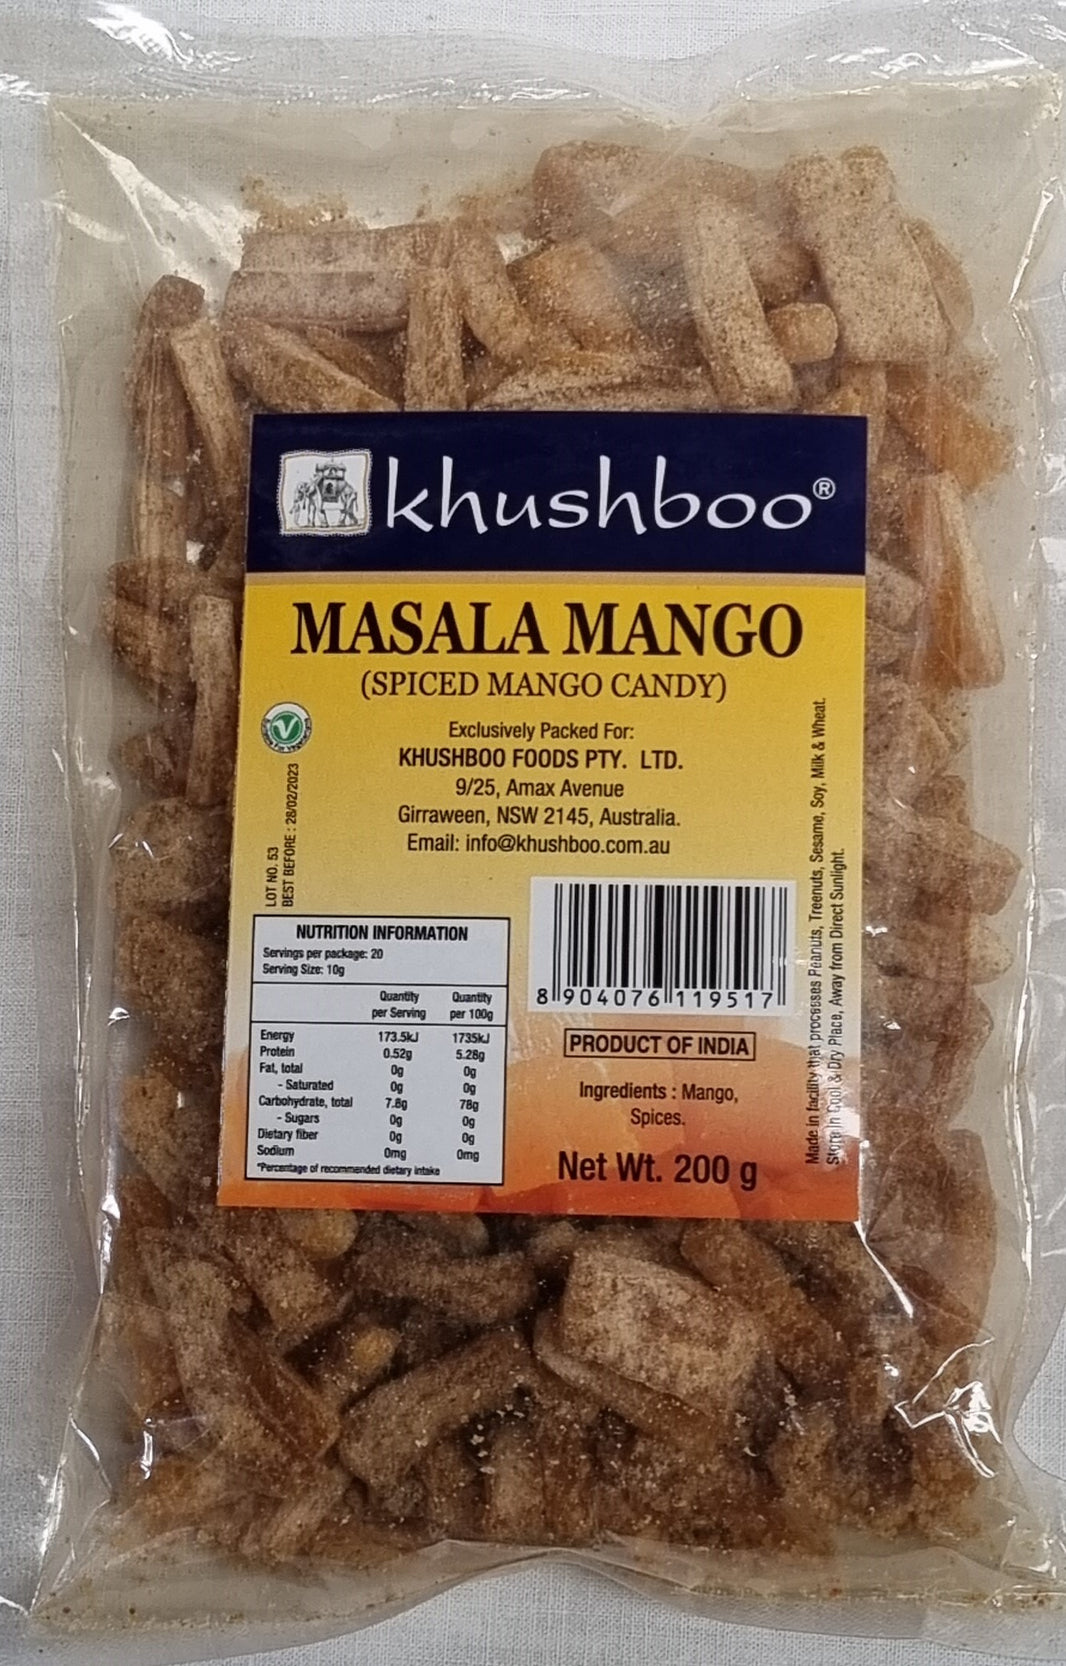 khushboo®
MASALA MANGO
(SPICED MANGO CANDY)
Exclusively Packed For:
KHUSHBOO FOODS PTY. LTD.
9/25, Amax Avenue
Girraween, NSW 2145, Australia.
Email: info@khushboo.com.au
V
LOT NO. 53
BEST BEFORE : 28/02/2023
NUTRITION INFORMATION
Servings per package: 20
Serving Size: 10g
Quantity per Serving Quantity per 100g
Energy 173.5kJ 1735kJ
Protein 0.52g 5.28g
Fat, total 0g 0g
- Saturated 0g 0g
Carbohydrate, total 7.8g 78g
- Sugars 0g 0g
Dietary fiber 0g 0g
Sodium 0mg 0mg
*Percentage of recommended dietary intake
8 904076 119517
PRODUCT OF INDIA
Ingredients : Mango,
Spices.
Net Wt. 200 g
Made in facility that processes Peanuts, Treenuts, Sesame, Soy, Milk & Wheat.
Store in Cool & Dry Place, Away from Direct Sunlight.